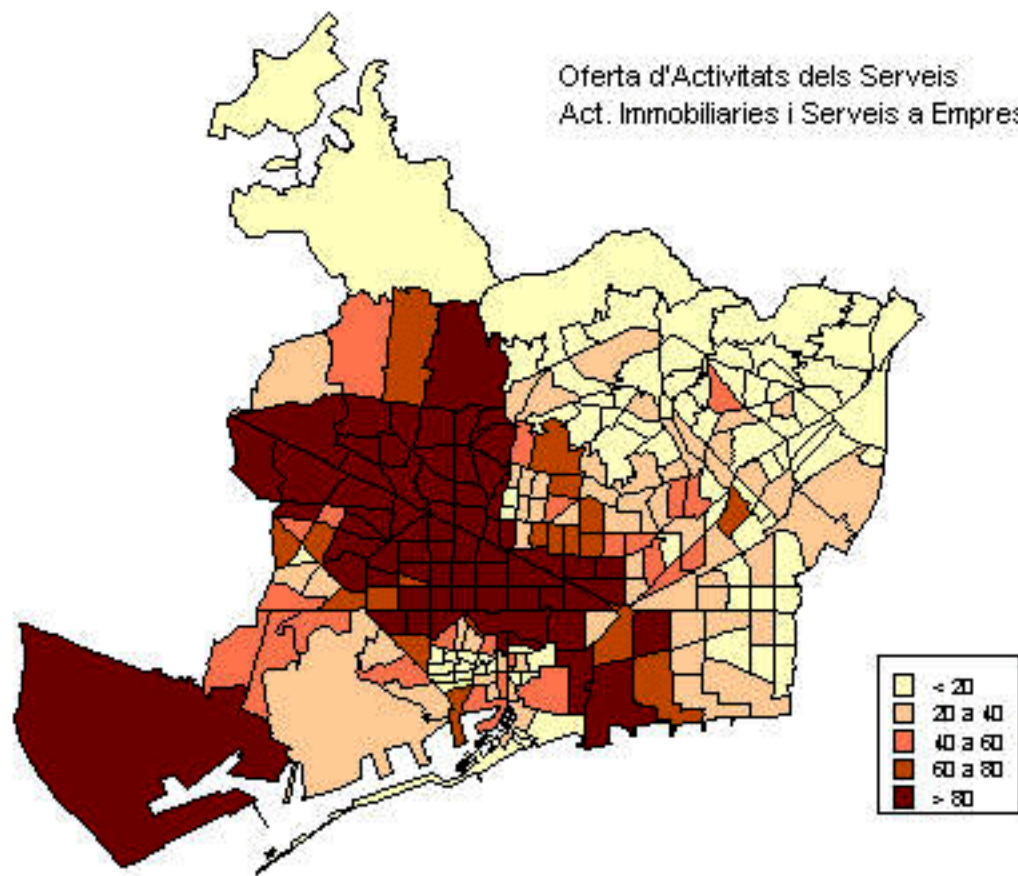 Oferta d'Activitats dels Serveis
Act. Immobiliaries i Serveis a Empres
< 20
20 a 40
40 a 60
60 a 80
> 80